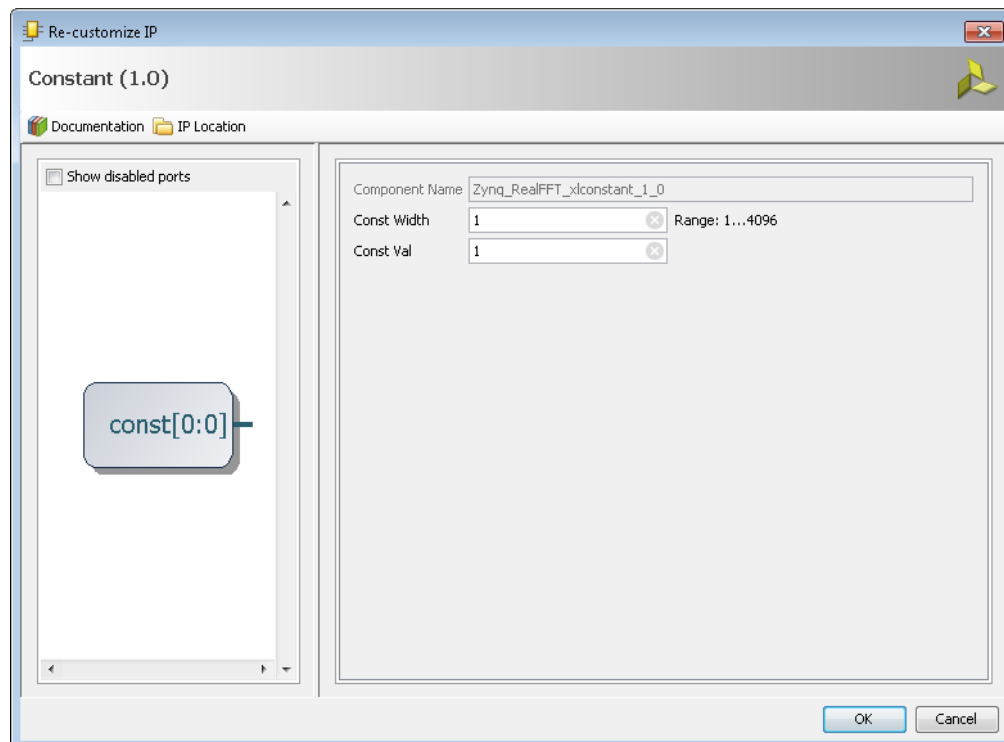 Re-customize IP
Constant (1.0)
Documentation IP Location
Show disabled ports
const[0:0]
Component Name Zynq_RealFFT_xlconstant_1_0
Const Width 1 Range: 1...4096
Const Val 1
OK Cancel